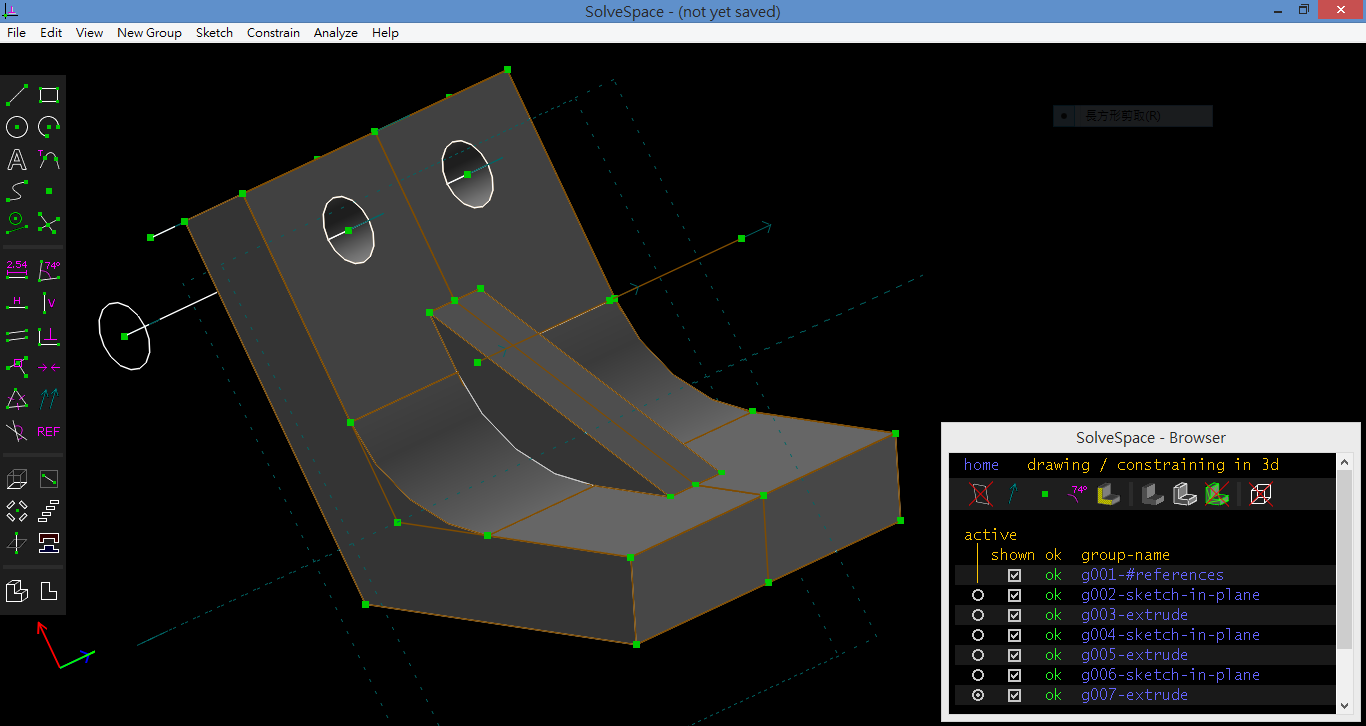 SolveSpace - (not yet saved)
File Edit View New Group Sketch Constrain Analyze Help
長方形剪取(R)
A T
2.54 74°
H V
REF
SolveSpace - Browser
home drawing / constraining in 3d
74°
active
shown ok group-name
ok g001-#references
ok g002-sketch-in-plane
ok g003-extrude
ok g004-sketch-in-plane
ok g005-extrude
ok g006-sketch-in-plane
ok g007-extrude